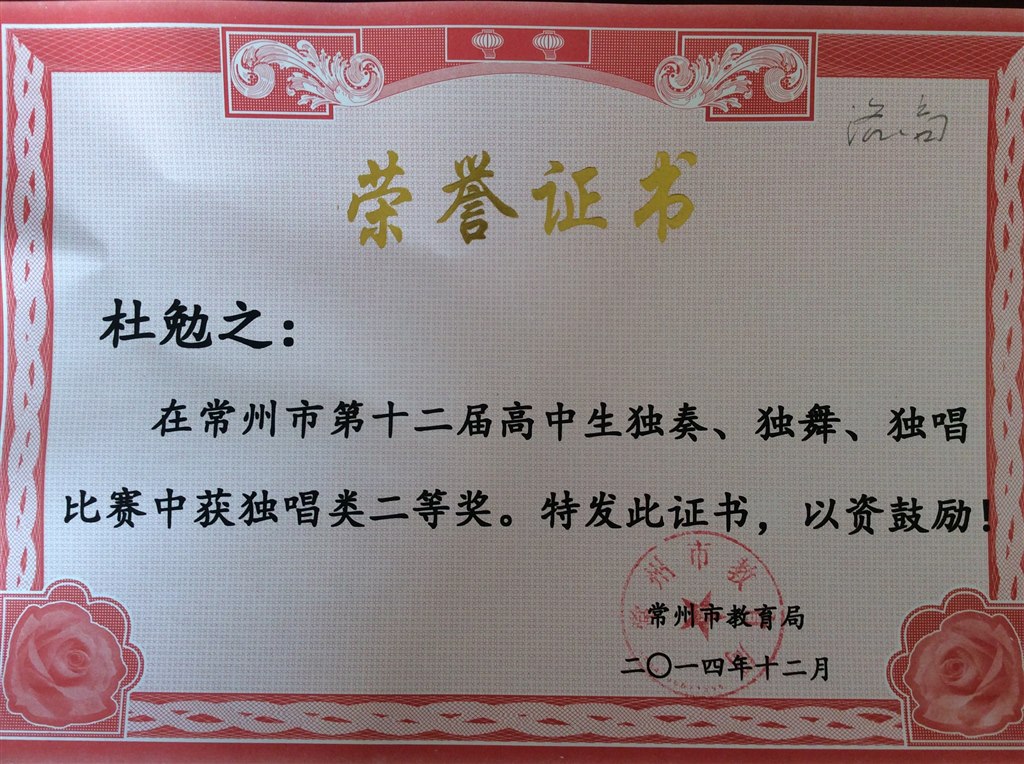 荣誉证书
杜勉之：
在常州市第十二届高中生独奏、独舞、独唱
比赛中获独唱类二等奖。特发此证书，以资鼓励！
常州市教育局
二〇一四年十二月